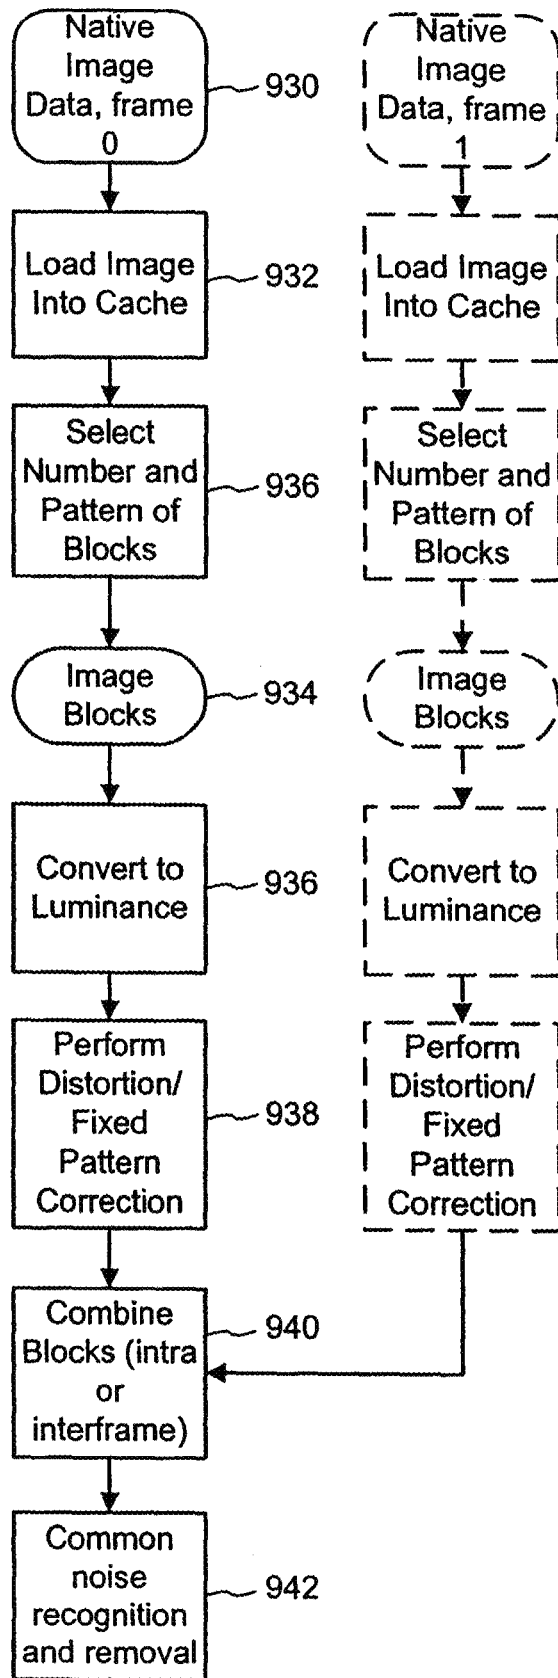 Native
Image
Data, frame
0
930
Load Image
Into Cache
932
Select
Number and
Pattern of
Blocks
936
Image
Blocks
934
Convert to
Luminance
936
Perform
Distortion/
Fixed
Pattern
Correction
938
Combine
Blocks (intra
or
interframe)
940
Common
noise
recognition
and removal
942
Native
Image
Data, frame
1
Load Image
Into Cache
Select
Number and
Pattern of
Blocks
Image
Blocks
Convert to
Luminance
Perform
Distortion/
Fixed
Pattern
Correction